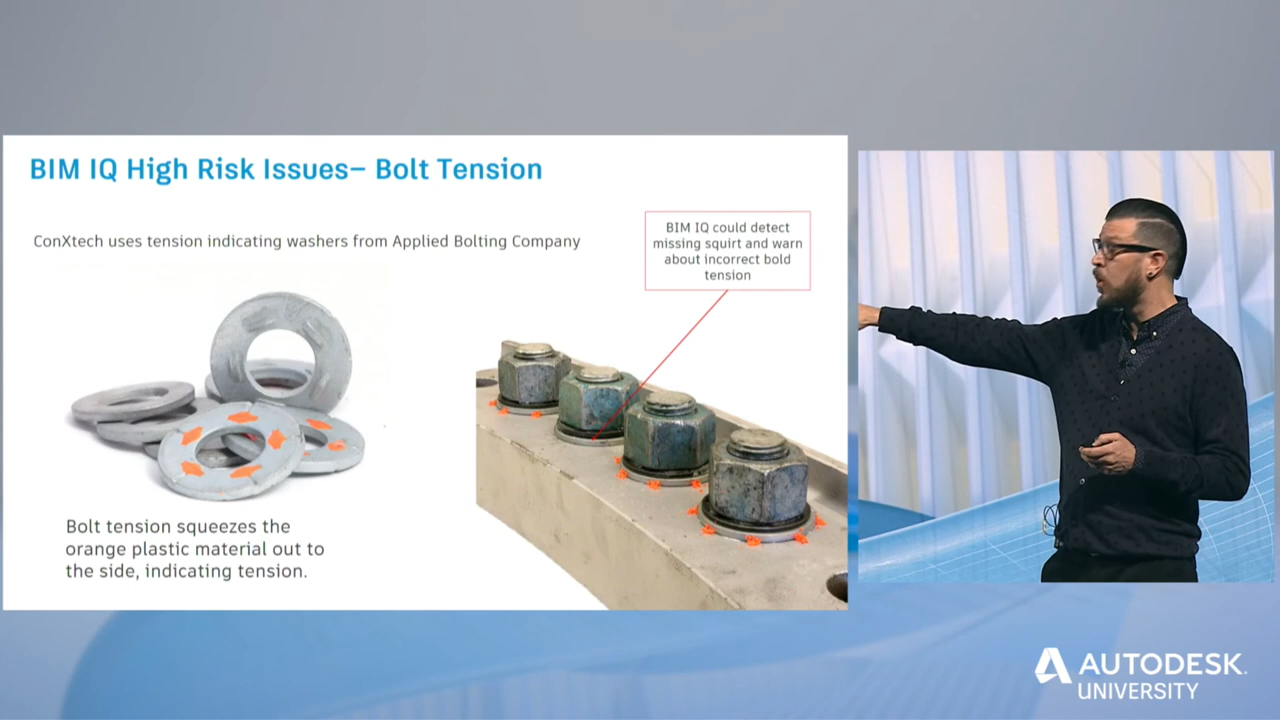 BIM IQ High Risk Issues– Bolt Tension
ConXtech uses tension indicating washers from Applied Bolting Company
BIM IQ could detect
missing squirt and warn
about incorrect bold
tension
Bolt tension squeezes the
orange plastic material out to
the side, indicating tension.
AUTODESK
UNIVERSITY